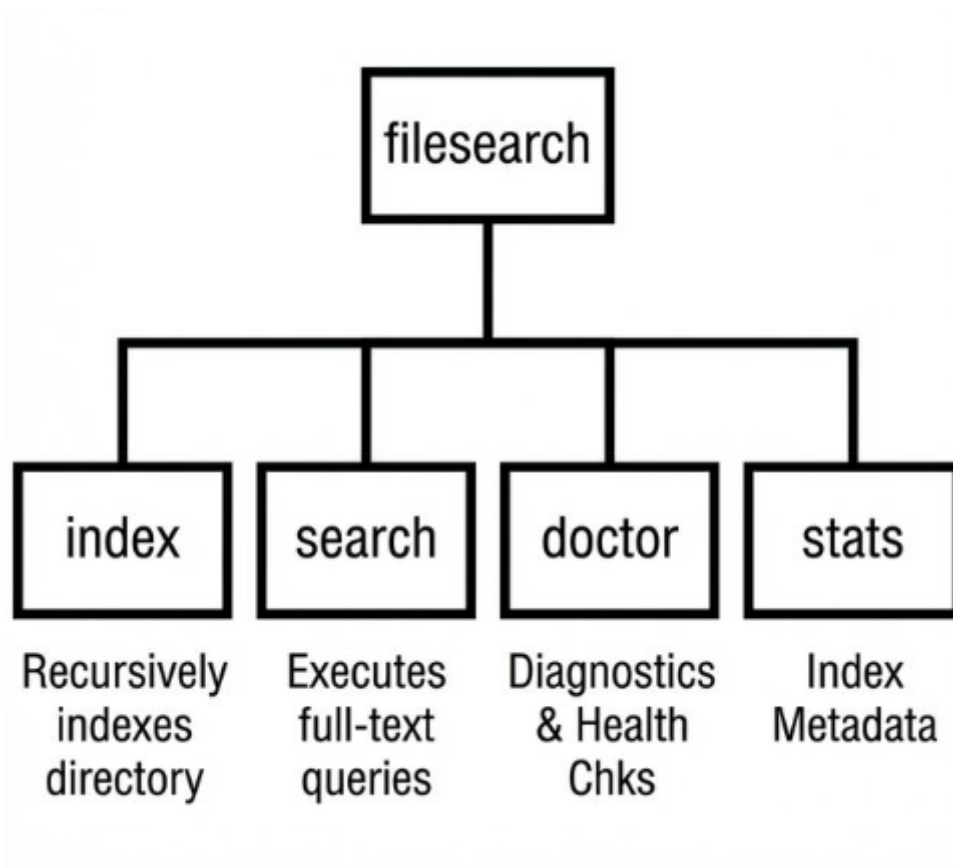 filesearch
index
search
doctor
stats
Recursively
indexes
directory
Executes
full-text
queries
Diagnostics
& Health
Chks
Index
Metadata